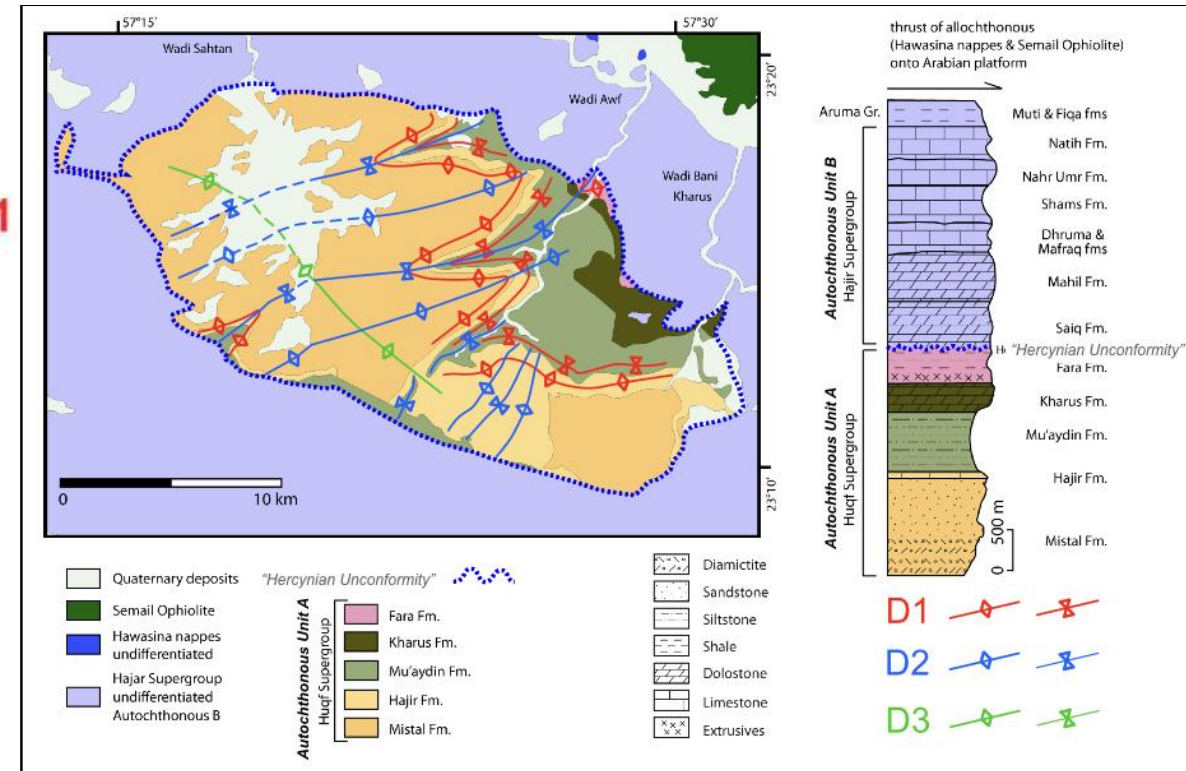 57°15'
57°30'
23°20'
23°10'
Wadi Sahtan
Wadi Awf
Wadi Bani
Kharus
0
10 km
thrust of allochthonous
(Hawasina nappes & Semail Ophiolite)
onto Arabian platform
Aruma Gr.
Muti & Fiqa fms
Autochthonous Unit B
Hajir Supergroup
Natih Fm.
Nahr Umr Fm.
Shams Fm.
Dhruma &
Mafraq fms
Mahil Fm.
Saiq Fm.
"Hercynian Unconformity"
Autochthonous Unit A
Huqf Supergroup
Fara Fm.
Kharus Fm.
Mu'aydin Fm.
Hajir Fm.
Mistal Fm.
500 m
0
Quaternary deposits
Semail Ophiolite
Hawasina nappes
undifferentiated
Hajar Supergroup
undifferentiated
Autochthonous B
"Hercynian Unconformity"
Autochthonous Unit A
Huqf Supergroup
Fara Fm.
Kharus Fm.
Mu'aydin Fm.
Hajir Fm.
Mistal Fm.
Diamictite
Sandstone
Siltstone
Shale
Dolostone
Limestone
Extrusives
D1
D2
D3